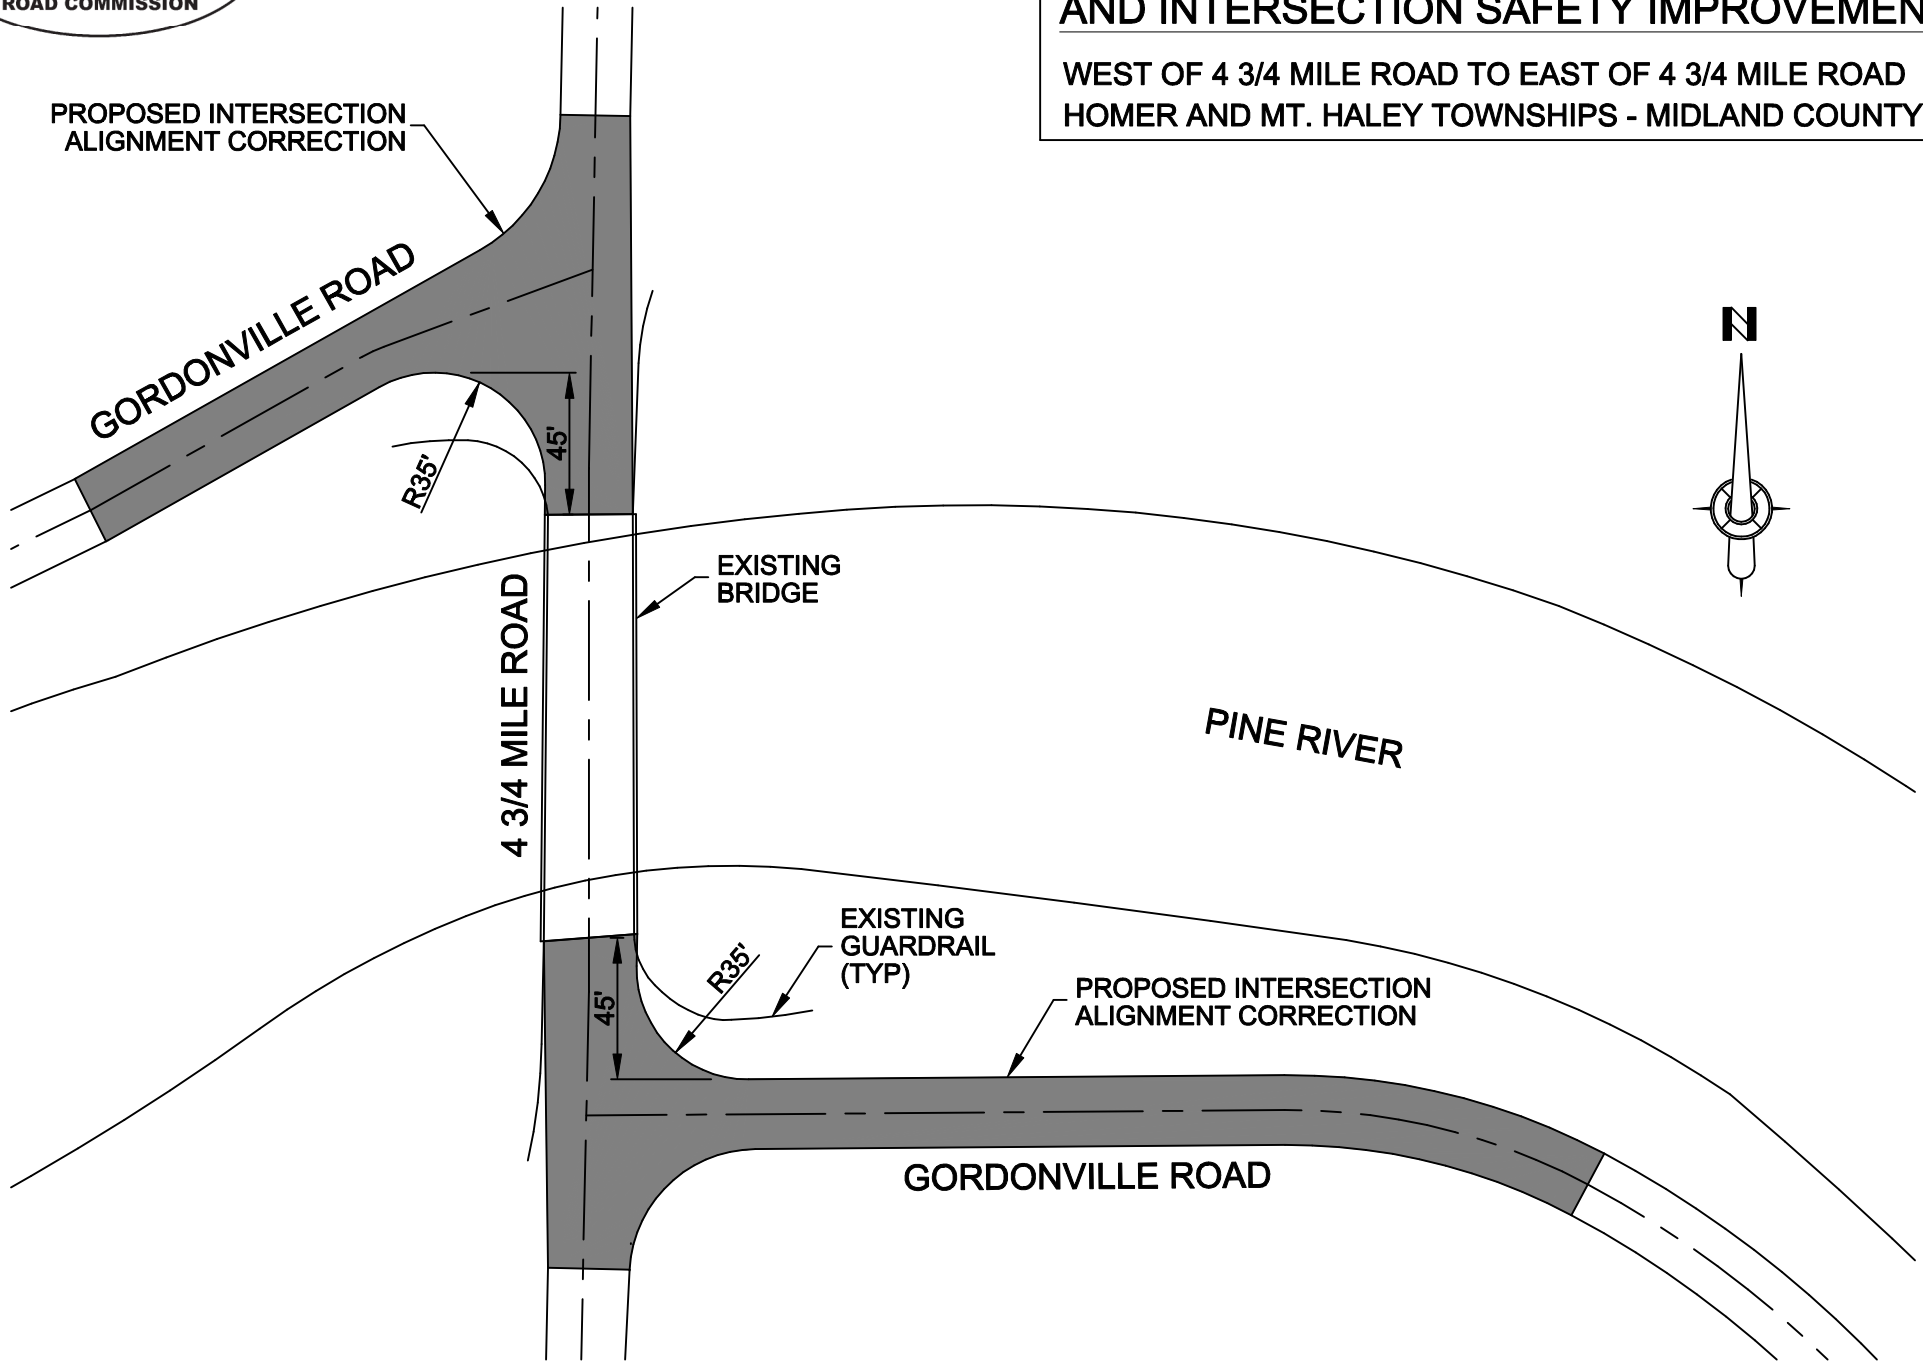 ROAD COMMISSION
AND INTERSECTION SAFETY IMPROVEMEN
WEST OF 4 3/4 MILE ROAD TO EAST OF 4 3/4 MILE ROAD
HOMER AND MT. HALEY TOWNSHIPS - MIDLAND COUNTY
PROPOSED INTERSECTION
ALIGNMENT CORRECTION
GORDONVILLE ROAD
N
R35'
45'
EXISTING
BRIDGE
4 3/4 MILE ROAD
PINE RIVER
EXISTING
GUARDRAIL
(TYP)
R35'
45'
PROPOSED INTERSECTION
ALIGNMENT CORRECTION
GORDONVILLE ROAD